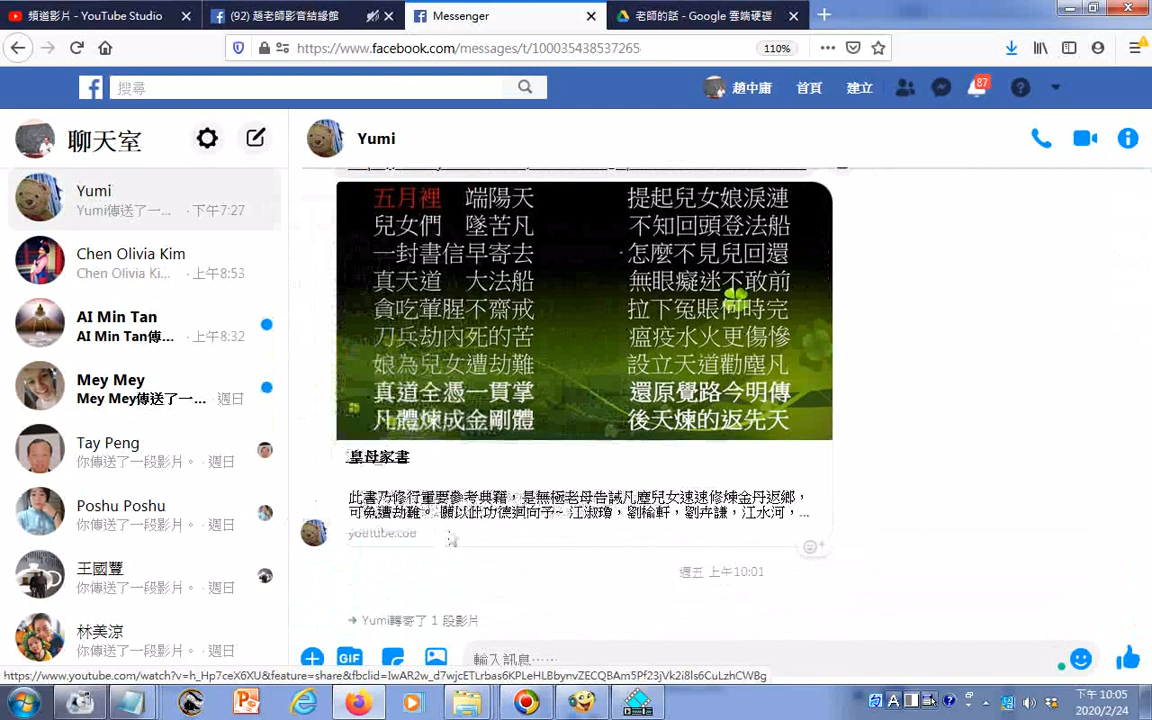 頻道影片 - YouTube Studio
(92) 趙老師影音結緣館
Messenger
老師的話 - Google 雲端硬碟
https://www.facebook.com/messages/t/100035438537265
110%
搜尋
趙中庸
首頁
建立
87
聊天室
Yumi
Yumi傳送了一... · 下午7:27
Chen Olivia Kim
Chen Olivia Ki... · 上午8:53
AI Min Tan
AI Min Tan傳... · 上午8:32
Mey Mey
Mey Mey傳送了一... · 週日
Tay Peng
你傳送了一段影片。 · 週日
Poshu Poshu
你傳送了一段影片。 · 週日
王國豐
你傳送了一段影片。 · 週日
林美涼
你傳送了一段影片。 · 週日
Yumi
五月裡 端陽天 提起兒女娘淚漣
兒女們 墜苦凡 不知回頭登法船
一封書信早寄去 怎麼不見兒回還
真天道 大法船 無眼癡迷不敢前
貪吃葷腥不齋戒 拉下冤賬何時完
刀兵劫內死的苦 瘟疫水火更傷慘
娘為兒女遭劫難 設立天道勸塵凡
真道全憑一貫掌 還原覺路今明傳
凡體煉成金剛體 後天煉的返先天
皇母家書
此書乃修行重要參考典籍，是無極老母告誡凡塵兒女速速修煉金丹返鄉，
可免遭劫難 願以此功德迴向予~ 江淑瓊，劉棆軒，劉卉謙，江水河，...
youtube.com
週五 上午10:01
Yumi轉寄了 1 段影片
GIF
輸入訊息······
https://www.youtube.com/watch?v=h_Hp7ceX6XU&feature=share&fbclid=IwAR2w_d7wjcETLrbas6KPLeHLBbynvZECQBAm5Pf23jVk2i8ls6CuLzhCWBg
下午 10:05
2020/2/24